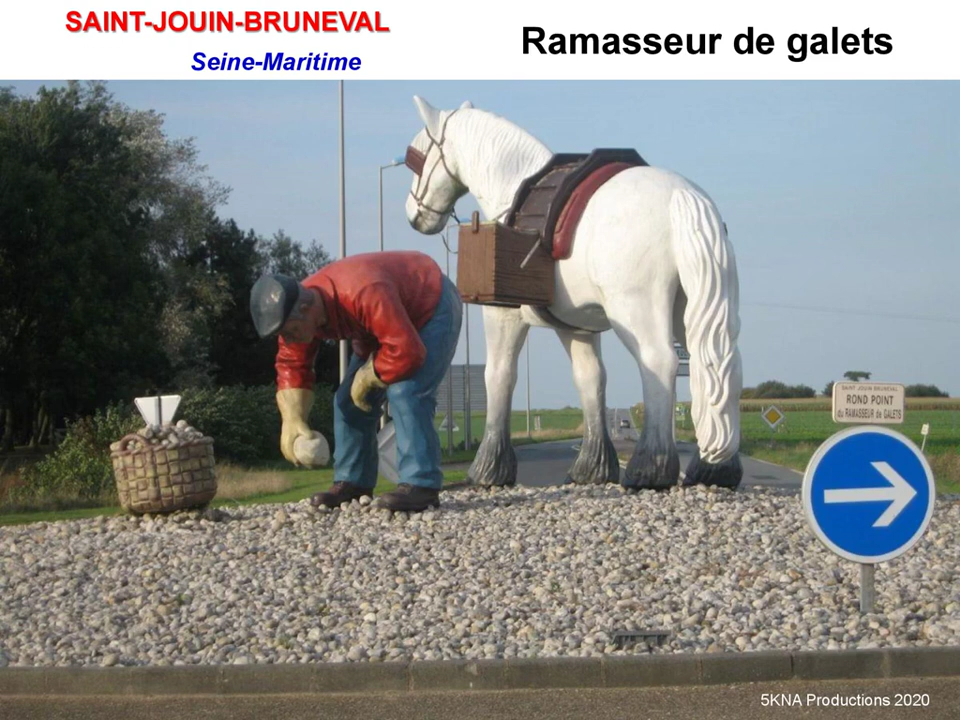 SAINT-JOUIN-BRUNEVAL
Seine-Maritime
Ramasseur de galets
SAINT JOUIN BRUNEVAL
ROND POINT
du RAMASSEUR de GALETS
5KNA Productions 2020